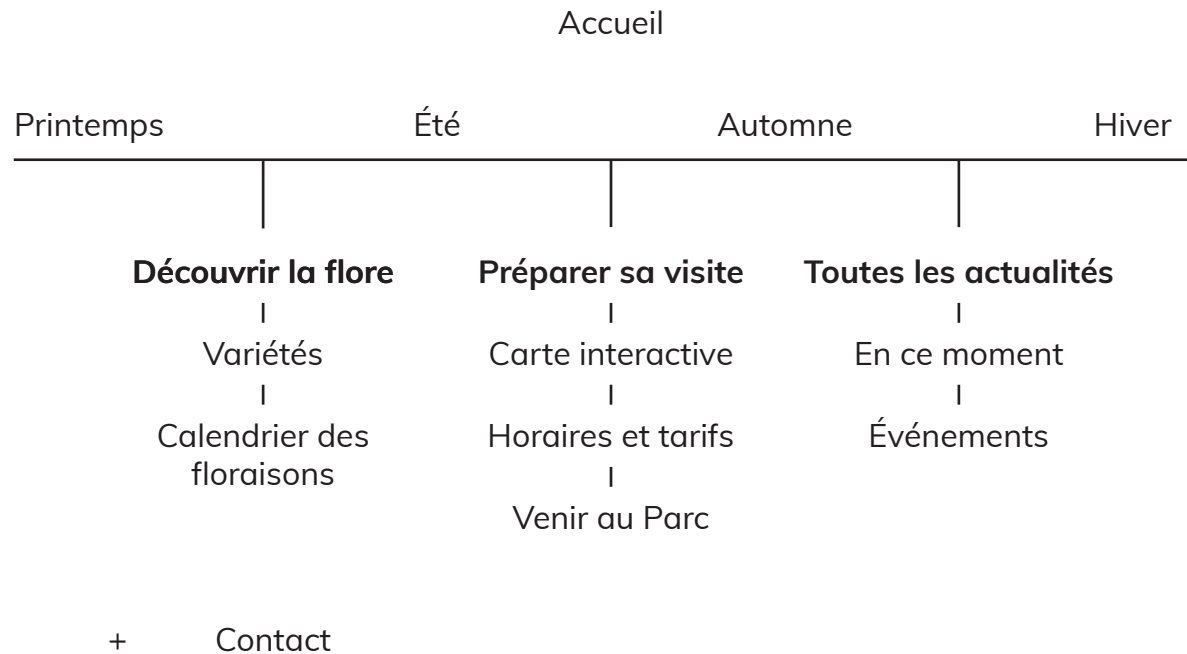 Accueil
Printemps Été Automne Hiver
Découvrir la flore Préparer sa visite Toutes les actualités
Variétés Carte interactive En ce moment
Calendrier des Horaires et tarifs Événements
floraisons
Venir au Parc
+ Contact